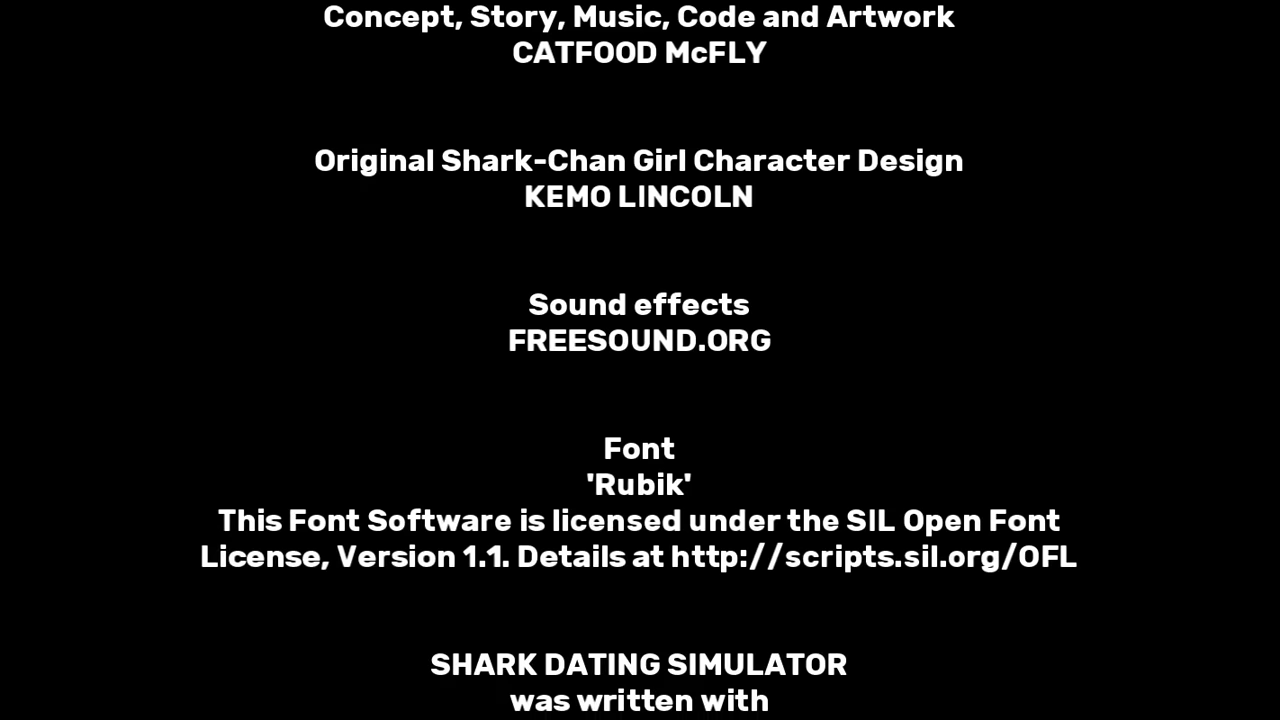 Concept, Story, Music, Code and Artwork
CATFOOD McFLY
Original Shark-Chan Girl Character Design
KEMO LINCOLN
Sound effects
FREESOUND.ORG
Font
'Rubik'
This Font Software is licensed under the SIL Open Font
License, Version 1.1. Details at http://scripts.sil.org/OFL
SHARK DATING SIMULATOR
was written with